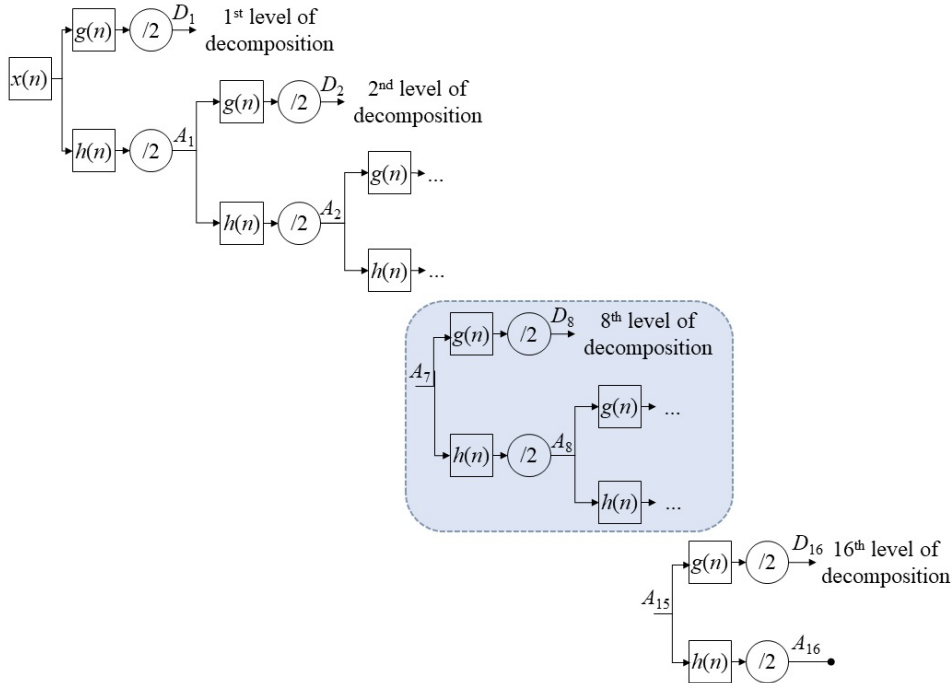 g(n) /2 D₁ 1ˢᵗ level of
decomposition
x(n)
h(n) /2 A₁ g(n) /2 D₂ 2ⁿᵈ level of
decomposition
h(n) /2 A₂ g(n) ...
h(n) ...
A₇ g(n) /2 D₈ 8ᵗʰ level of
decomposition
h(n) /2 A₈ g(n) ...
h(n) ...
A₁₅ g(n) /2 D₁₆ 16ᵗʰ level of
decomposition
h(n) /2 A₁₆